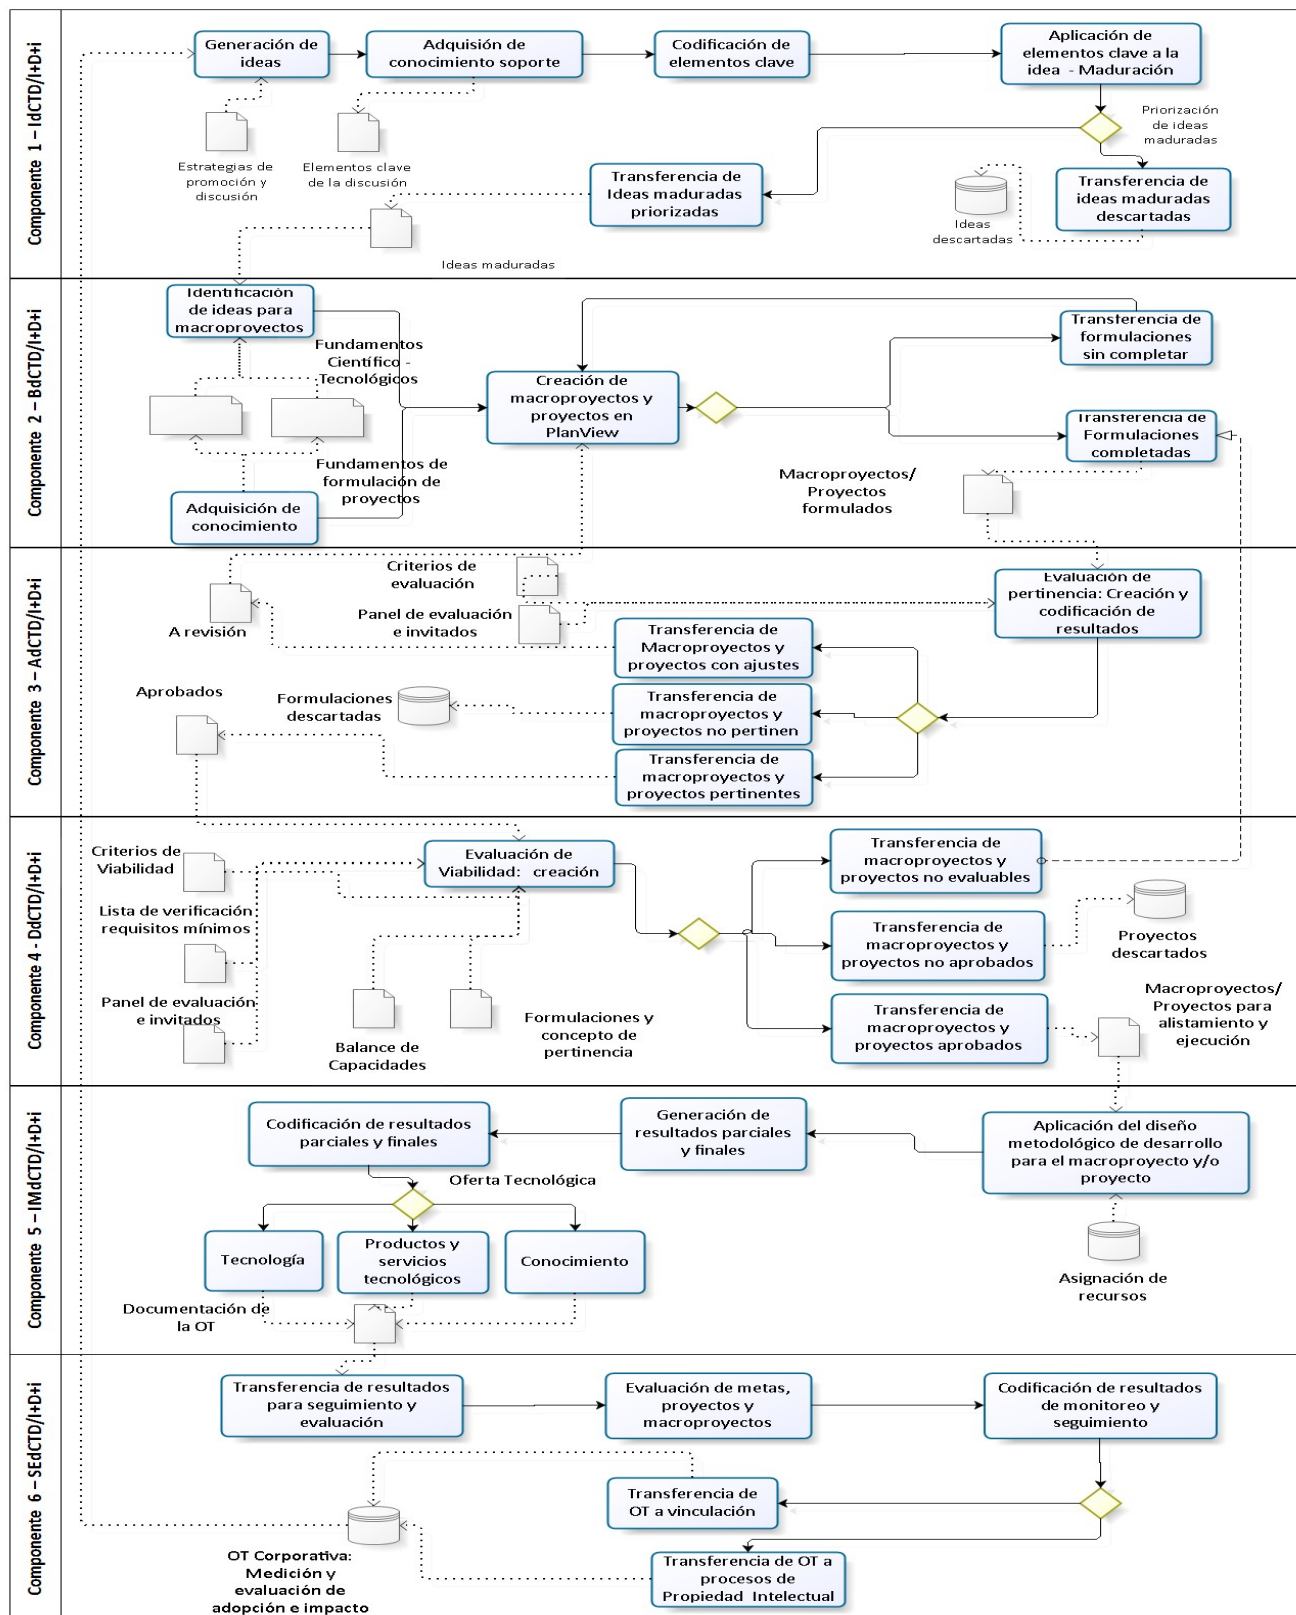 Componente 1 – IdCTD/I+D+i
Generación de
ideas
Adquisión de
conocimiento soporte
Codificación de
elementos clave
Aplicación de
elementos clave a la
idea - Maduración
Priorización
de ideas
maduradas
Estrategias de
promoción y
discusión
Elementos clave
de la discusión
Transferencia de
Ideas maduradas
priorizadas
Ideas
descartadas
Transferencia de
ideas maduradas
descartadas
Ideas maduradas
Componente 2 – BdCTD/I+D+i
Identificación
de ideas para
macroproyectos
Fundamentos
Científico -
Tecnológicos
Creación de
macroproyectos y
proyectos en
PlanView
Transferencia de
formulaciones
sin completar
Transferencia de
Formulaciones
completadas
Fundamentos de
formulación de
proyectos
Adquisición de
conocimiento
Macroproyectos/
Proyectos
formulados
Componente 3 – AdCTD/I+D+i
Criterios de
evaluación
Panel de evaluación
e invitados
A revisión
Evaluación de
pertinencia: Creación y
codificación de
resultados
Transferencia de
Macroproyectos y
proyectos con ajustes
Aprobados
Formulaciones
descartadas
Transferencia de
macroproyectos y
proyectos no pertinen
Transferencia de
macroproyectos y
proyectos pertinentes
Componente 4 - DdCTD/I+D+i
Criterios de
Viabilidad
Lista de verificación
requisitos mínimos
Panel de evaluación
e invitados
Evaluación de
Viabilidad: creación
Balance de
Capacidades
Formulaciones y
concepto de
pertinencia
Transferencia de
macroproyectos y
proyectos no evaluables
Transferencia de
macroproyectos y
proyectos no aprobados
Transferencia de
macroproyectos y
proyectos aprobados
Proyectos
descartados
Macroproyectos/
Proyectos para
alistamiento y
ejecución
Componente 5 – IMdCTD/I+D+i
Codificación de resultados
parciales y finales
Generación de
resultados parciales
y finales
Aplicación del diseño
metodológico de desarrollo
para el macroproyecto y/o
proyecto
Oferta Tecnológica
Tecnología
Productos y
servicios
tecnológicos
Conocimiento
Asignación de
recursos
Documentación de
la OT
Componente 6 – SEdCTD/I+D+i
Transferencia de resultados
para seguimiento y
evaluación
Evaluación de metas,
proyectos y
macroproyectos
Codificación de resultados
de monitoreo y
seguimiento
Transferencia de
OT a vinculación
OT Corporativa:
Medición y
evaluación de
adopción e impacto
Transferencia de OT a
procesos de
Propiedad Intelectual